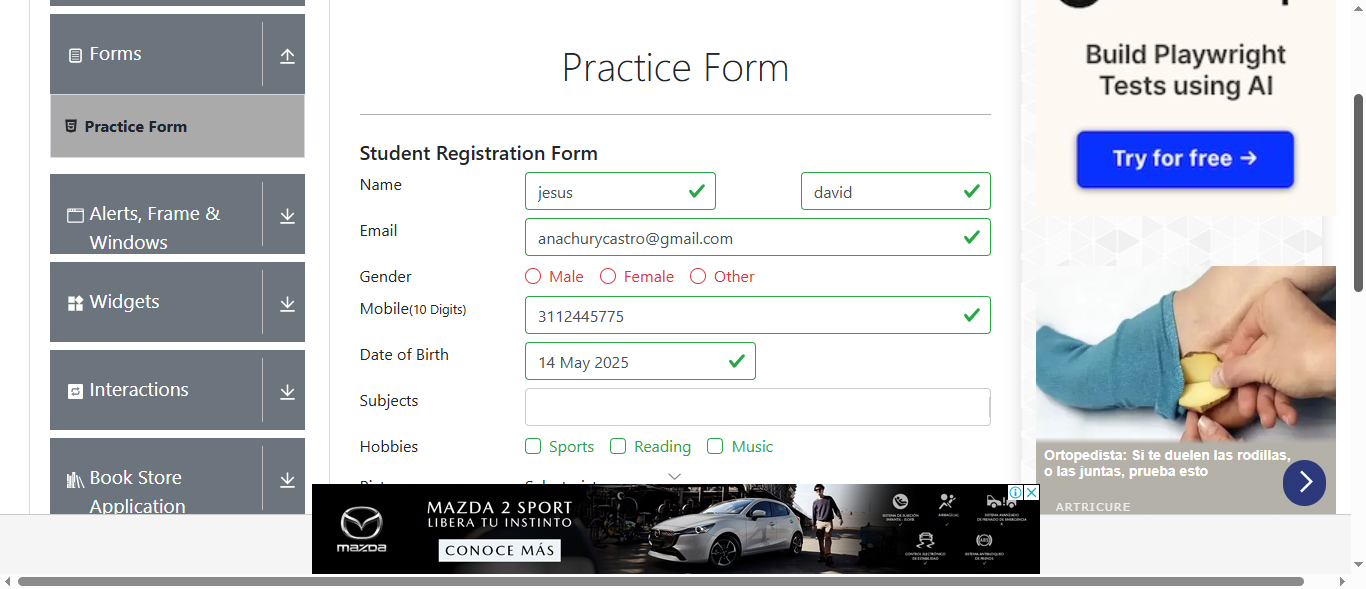 Forms
Practice Form
Alerts, Frame &
Windows
Widgets
Interactions
Book Store
Application
Practice Form
Student Registration Form
Name
jesus
david
Email
anachurycastro@gmail.com
Gender
Male
Female
Other
Mobile(10 Digits)
3112445775
Date of Birth
14 May 2025
Subjects
Hobbies
Sports
Reading
Music
MAZDA 2 SPORT
LIBERA TU INSTINTO
CONOCE MÁS
mazda
Build Playwright
Tests using AI
Try for free →
Ortopedista: Si te duelen las rodillas,
o las juntas, prueba esto
ARTRICURE